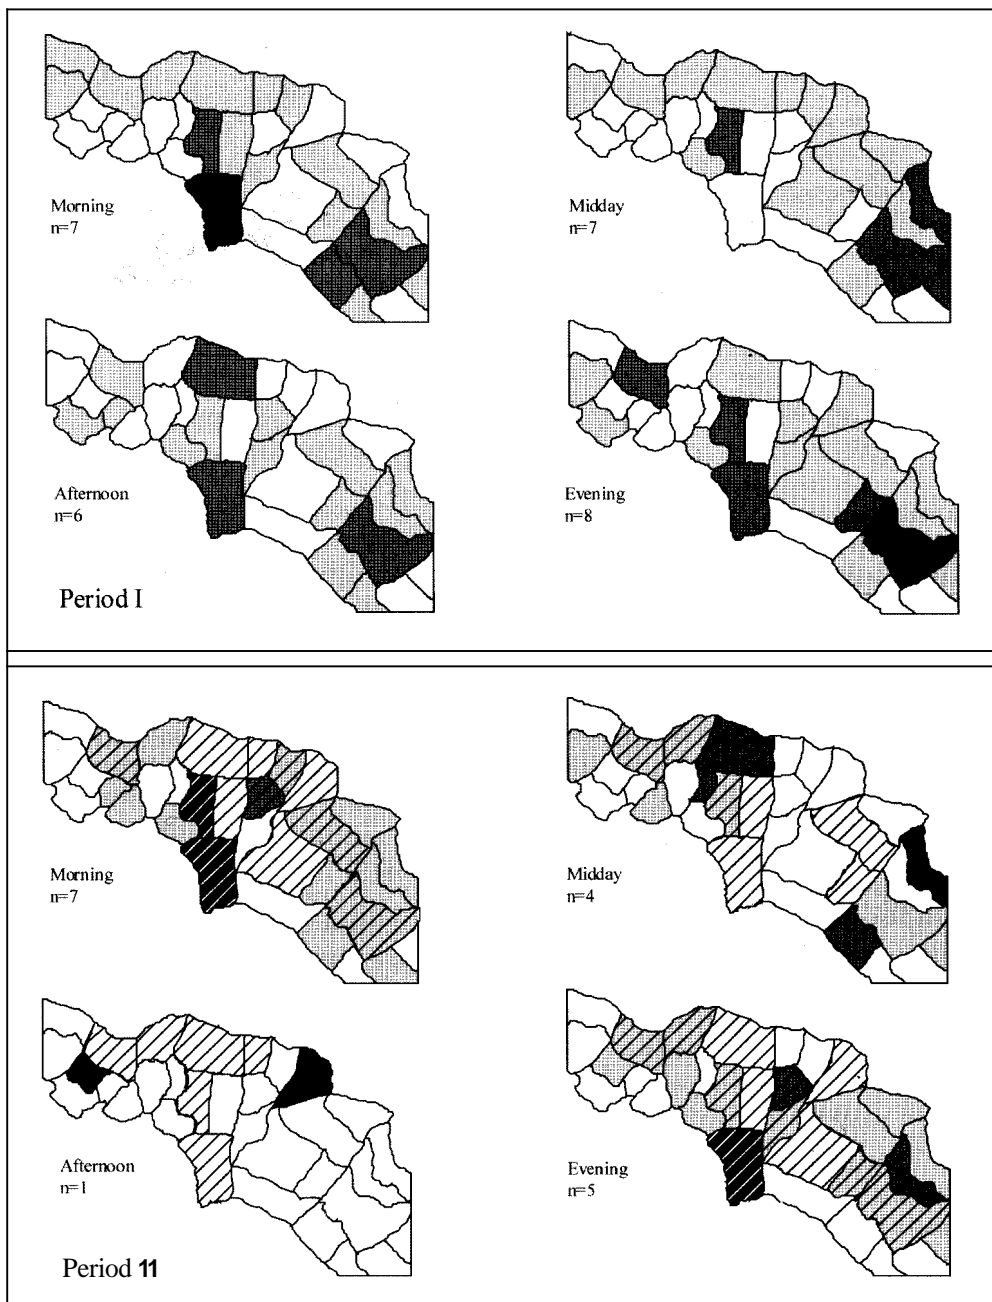 Morning
n=7
Midday
n=7
Afternoon
n=6
Evening
n=8
Period I
Morning
n=7
Midday
n=4
Afternoon
n=1
Evening
n=5
Period 11